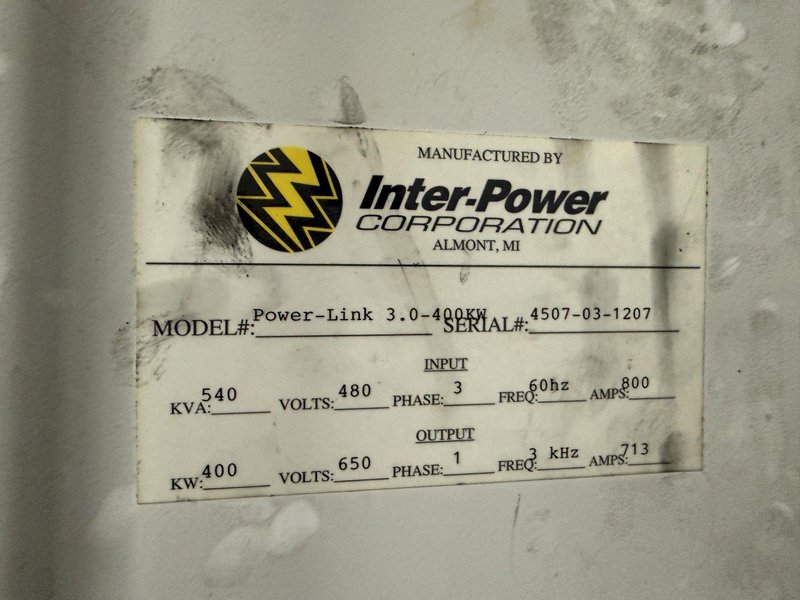 MANUFACTURED BY
Inter-Power
CORPORATION
ALMONT, MI
MODEL#: Power-Link 3.0-400KW SERIAL#: 4507-03-1207
INPUT
KVA: 540 VOLTS: 480 PHASE: 3 FREQ: 60hz AMPS: 800
OUTPUT
KW: 400 VOLTS: 650 PHASE: 1 FREQ: 3 kHz AMPS: 713